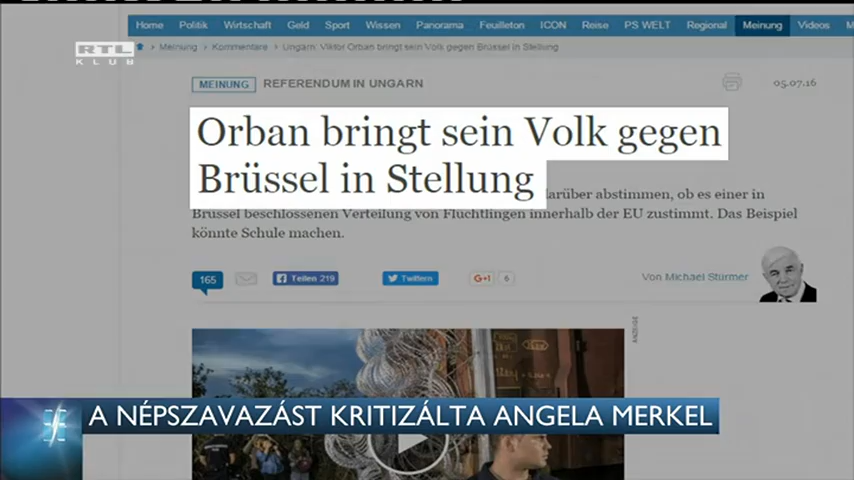 Home Politik Wirtschaft Geld Sport Wissen Panorama Feuilleton ICON Reise PS WELT Regional Meinung Videos
RTL
KLUB
Meinung > Kommentare > Ungarn: Viktor Orban bringt sein Volk gegen Brüssel in Stellung
MEINUNG REFERENDUM IN UNGARN
05.07.16
Orban bringt sein Volk gegen
Brüssel in Stellung
darüber abstimmen, ob es einer in
Brüssel beschlossenen Verteilung von Flüchtlingen innerhalb der EU zustimmt. Das Beispiel
könnte Schule machen.
165 Teilen 219 Twittern G+1 6
Von Michael Stürmer
ANZEIGE
A NÉPSZAVAZÁST KRITIZÁLTA ANGELA MERKEL